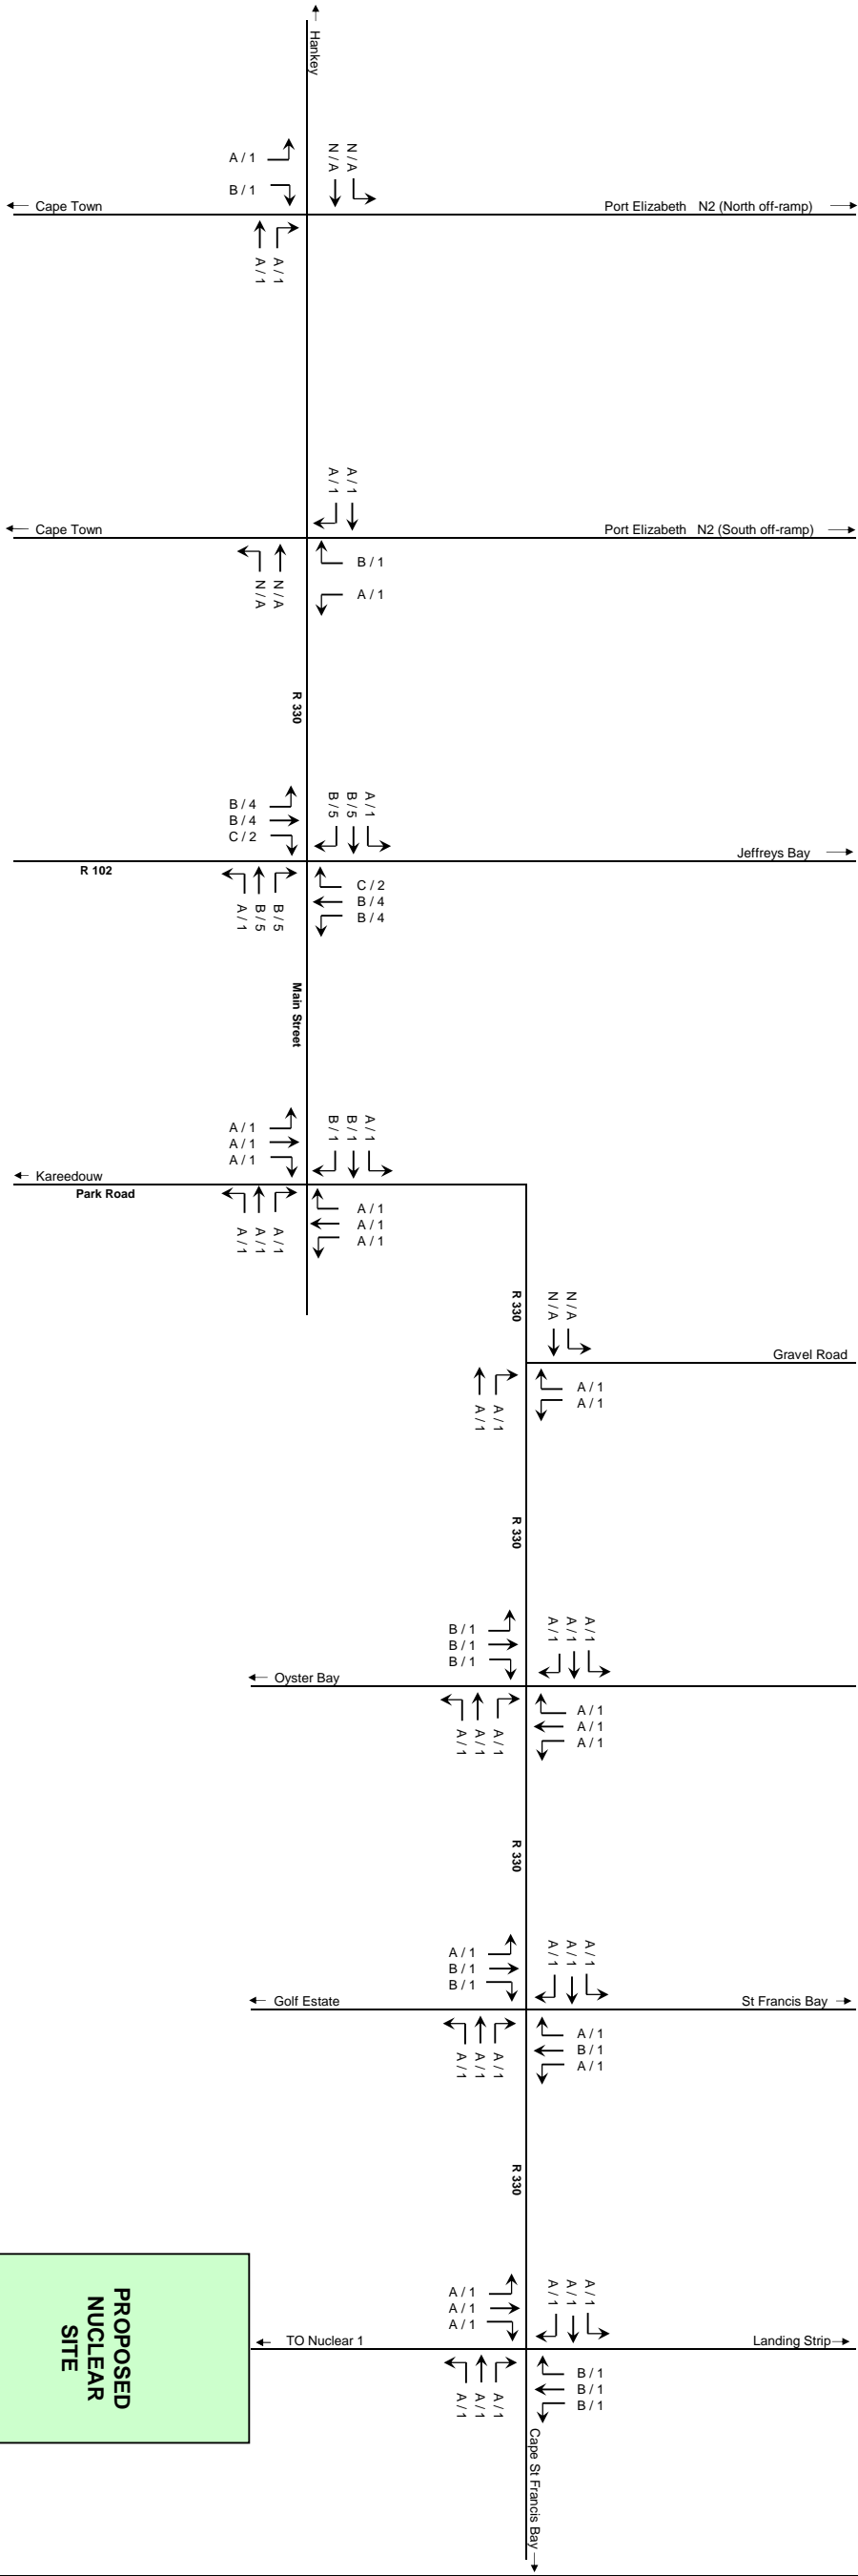 Hankey
N / A
N / A
A / 1
B / 1
Cape Town
Port Elizabeth N2 (North off-ramp)
A / 1
A / 1
A / 1
A / 1
Cape Town
Port Elizabeth N2 (South off-ramp)
B / 1
A / 1
N / A
N / A
R 330
B / 4
B / 4
C / 2
B / 5
B / 5
A / 1
Jeffreys Bay
R 102
A / 1
B / 5
B / 5
C / 2
B / 4
B / 4
Main Street
A / 1
A / 1
A / 1
B / 1
B / 1
A / 1
Kareedouw
Park Road
A / 1
A / 1
A / 1
A / 1
A / 1
A / 1
R 330
N / A
N / A
Gravel Road
A / 1
A / 1
A / 1
A / 1
R 330
B / 1
B / 1
B / 1
A / 1
A / 1
A / 1
Oyster Bay
A / 1
A / 1
A / 1
A / 1
A / 1
A / 1
R 330
A / 1
B / 1
B / 1
A / 1
A / 1
A / 1
Golf Estate
St Francis Bay
A / 1
A / 1
A / 1
A / 1
B / 1
A / 1
R 330
A / 1
A / 1
A / 1
A / 1
A / 1
A / 1
TO Nuclear 1
Landing Strip
A / 1
A / 1
A / 1
B / 1
B / 1
B / 1
PROPOSED
NUCLEAR
SITE
Cape St Francis Bay